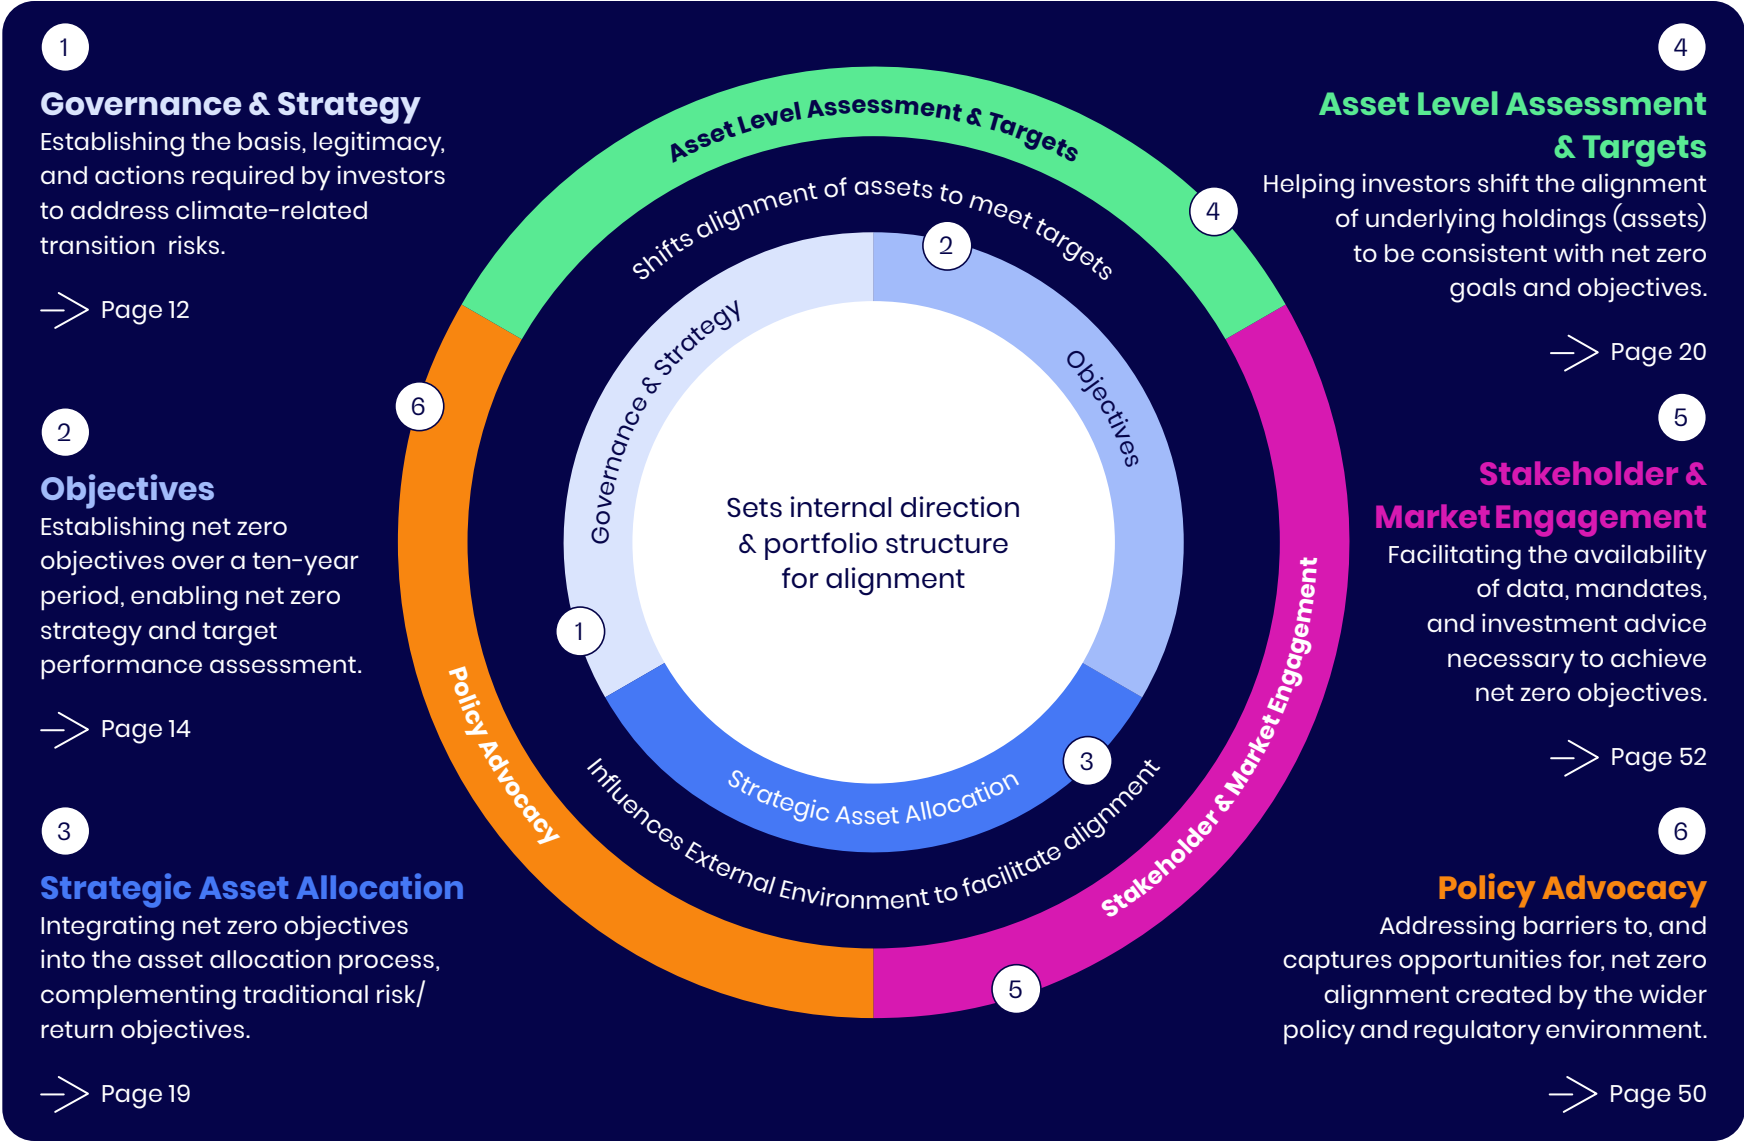 1
Governance & Strategy
Establishing the basis, legitimacy,
and actions required by investors
to address climate-related
transition risks.
Page 12
2
Objectives
Establishing net zero
objectives over a ten-year
period, enabling net zero
strategy and target
performance assessment.
Page 14
3
Strategic Asset Allocation
Integrating net zero objectives
into the asset allocation process,
complementing traditional risk/
return objectives.
Page 19
Asset Level Assessment & Targets
4
Shifts alignment of assets to meet targets
2
Governance & Strategy
Objectives
6
Sets internal direction
& portfolio structure
for alignment
1
3
Strategic Asset Allocation
Policy Advocacy
Stakeholder & Market Engagement
Influences External Environment to facilitate alignment
5
4
Asset Level Assessment
& Targets
Helping investors shift the alignment
of underlying holdings (assets)
to be consistent with net zero
goals and objectives.
Page 20
5
Stakeholder &
Market Engagement
Facilitating the availability
of data, mandates,
and investment advice
necessary to achieve
net zero objectives.
Page 52
6
Policy Advocacy
Addressing barriers to, and
captures opportunities for, net zero
alignment created by the wider
policy and regulatory environment.
Page 50